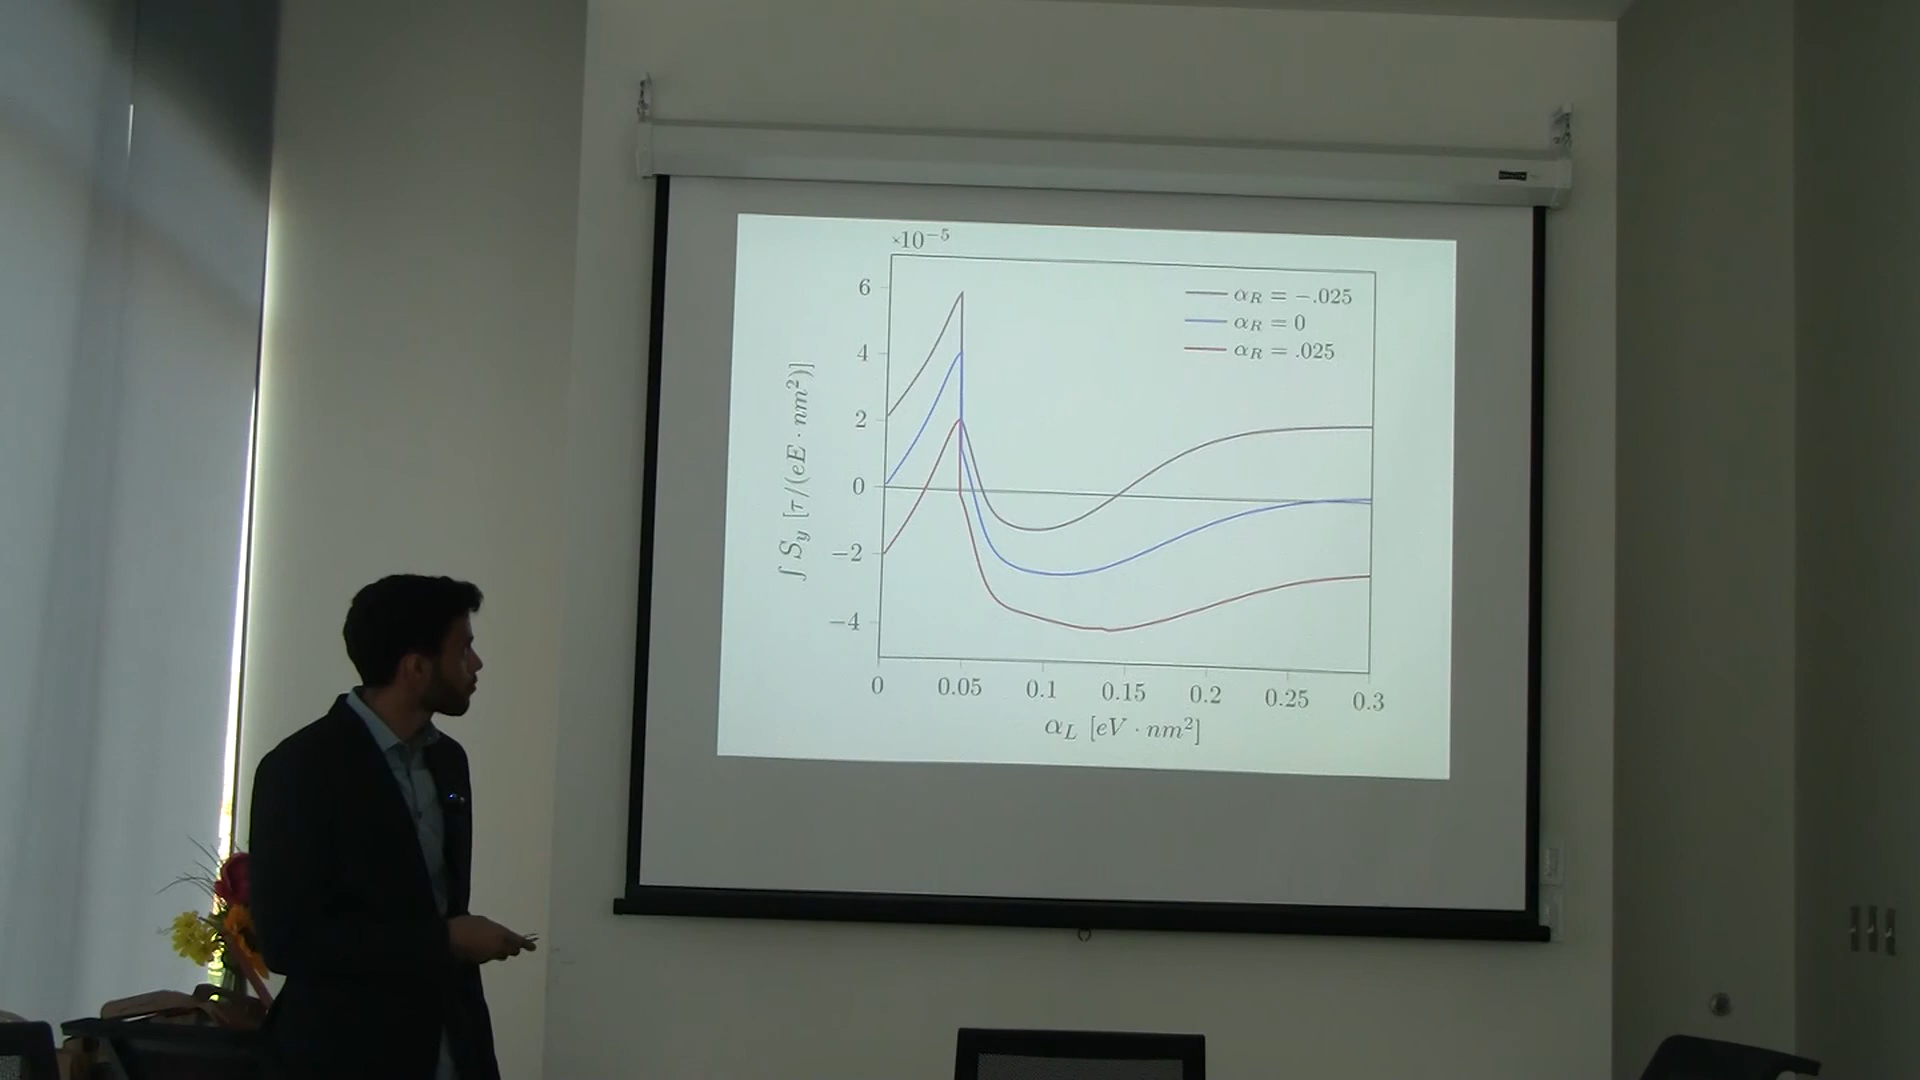 ×10⁻⁵
6
4
2
0
−2
−4
∫ S_y [τ/(eE · nm²)]
α_R = −.025
α_R = 0
α_R = .025
0 0.05 0.1 0.15 0.2 0.25 0.3
α_L [eV · nm²]